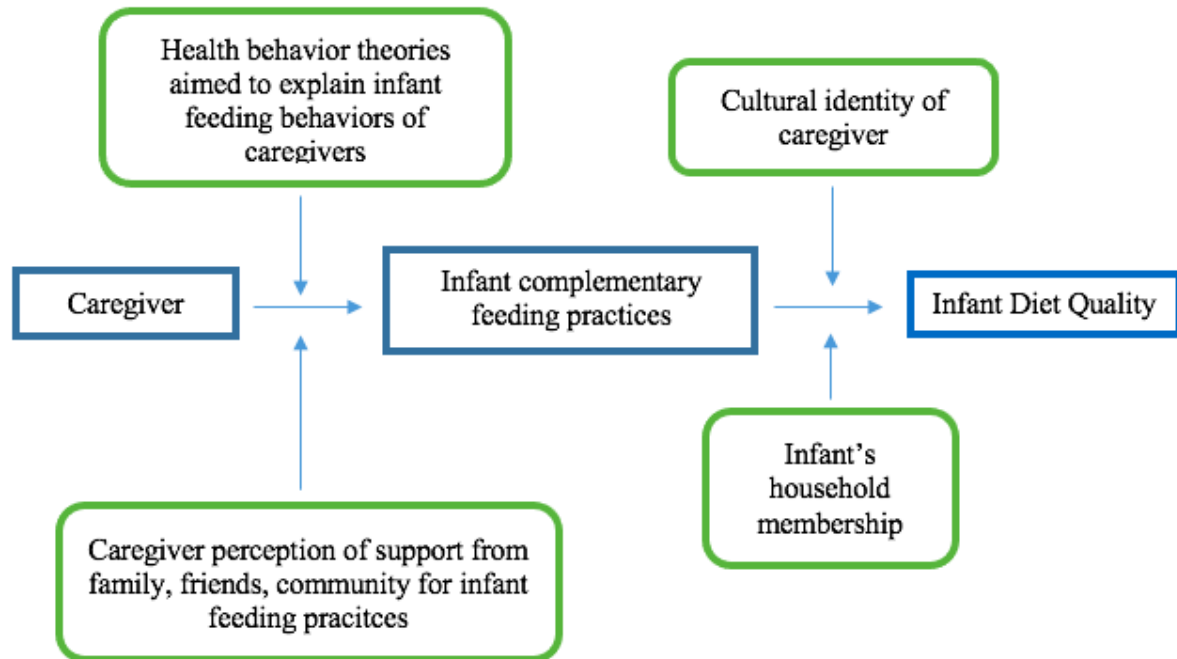 Health behavior theories
aimed to explain infant
feeding behaviors of
caregivers
Cultural identity of
caregiver
Caregiver
Infant complementary
feeding practices
Infant Diet Quality
Infant’s
household
membership
Caregiver perception of support from
family, friends, community for infant
feeding pracitces